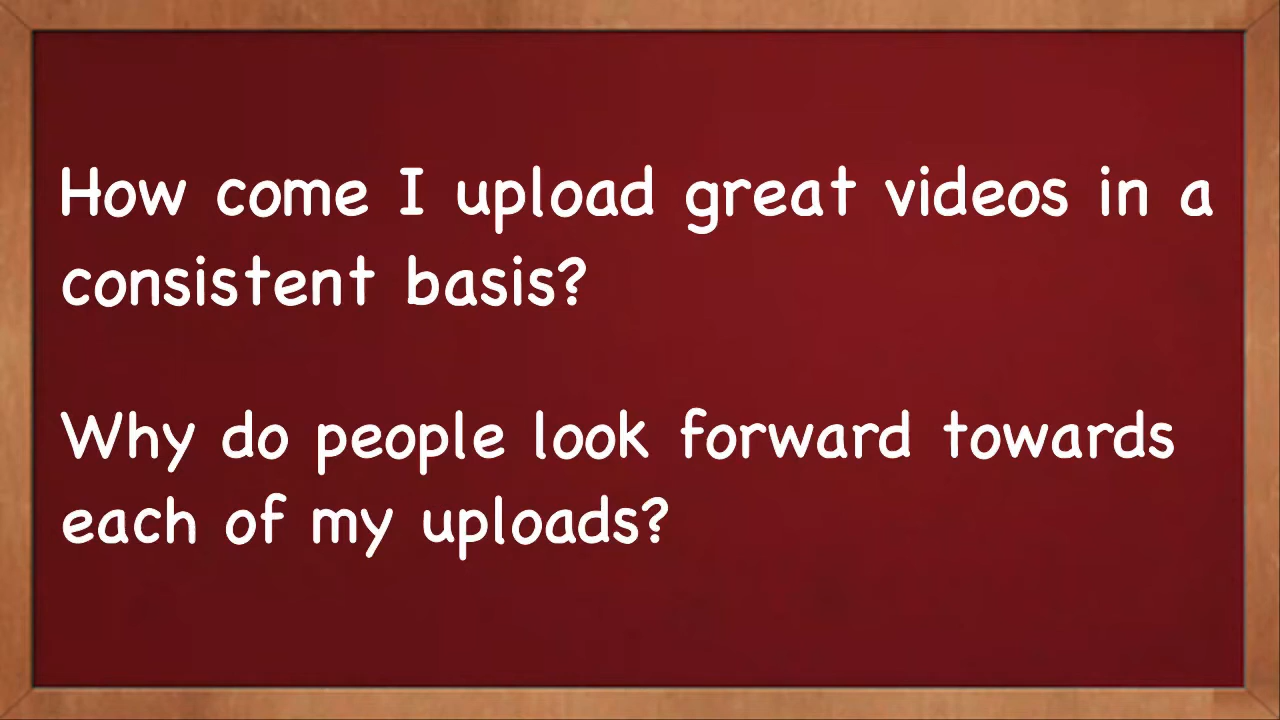 How come I upload great videos in a
consistent basis?
Why do people look forward towards
each of my uploads?